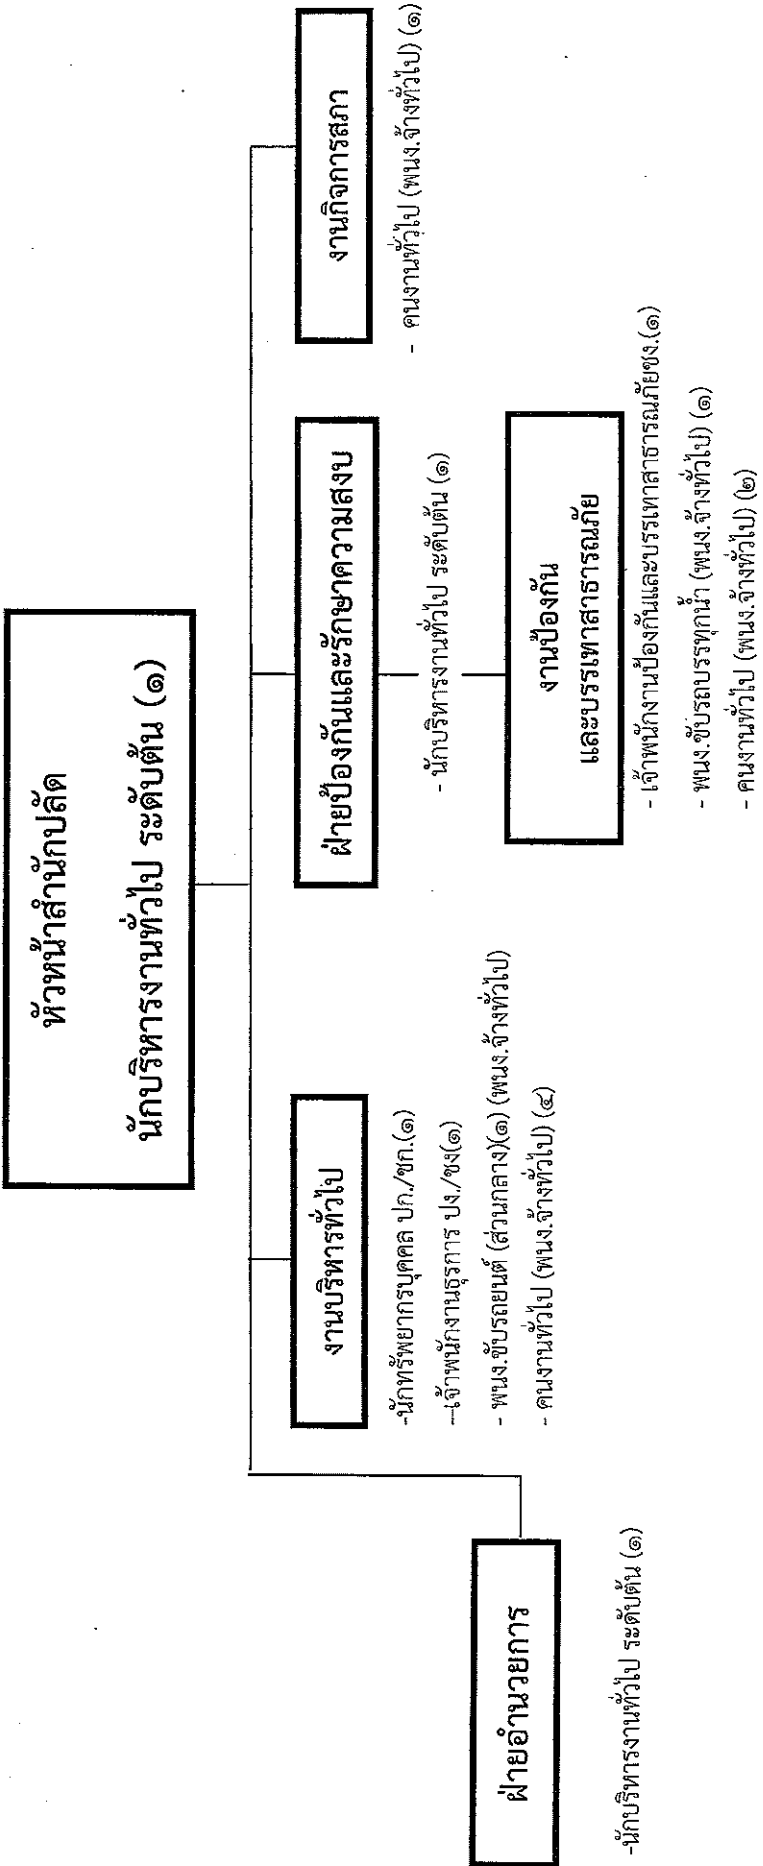 หัวหน้าสำนักปลัด
นักบริหารงานทั่วไป ระดับต้น (๑)
ฝ่ายอำนวยการ
-นักบริหารงานทั่วไป ระดับต้น (๑)
งานบริหารทั่วไป
-นักทรัพยากรบุคคล ปก./ชก.(๑)
--เจ้าพนักงานธุรการ ปง./ชง(๑)
- พนง.ขับรถยนต์ (ส่วนกลาง)(๑) (พนง.จ้างทั่วไป)
- คนงานทั่วไป (พนง.จ้างทั่วไป) (๔)
ฝ่ายป้องกันและรักษาความสงบ
- นักบริหารงานทั่วไป ระดับต้น (๑)
งานป้องกัน
และบรรเทาสาธารณภัย
- เจ้าพนักงานป้องกันและบรรเทาสาธารณภัยชง.(๑)
- พนง.ขับรถบรรทุกน้ำ (พนง.จ้างทั่วไป) (๑)
- คนงานทั่วไป (พนง.จ้างทั่วไป) (๒)
งานกิจการสภา
- คนงานทั่วไป (พนง.จ้างทั่วไป) (๑)